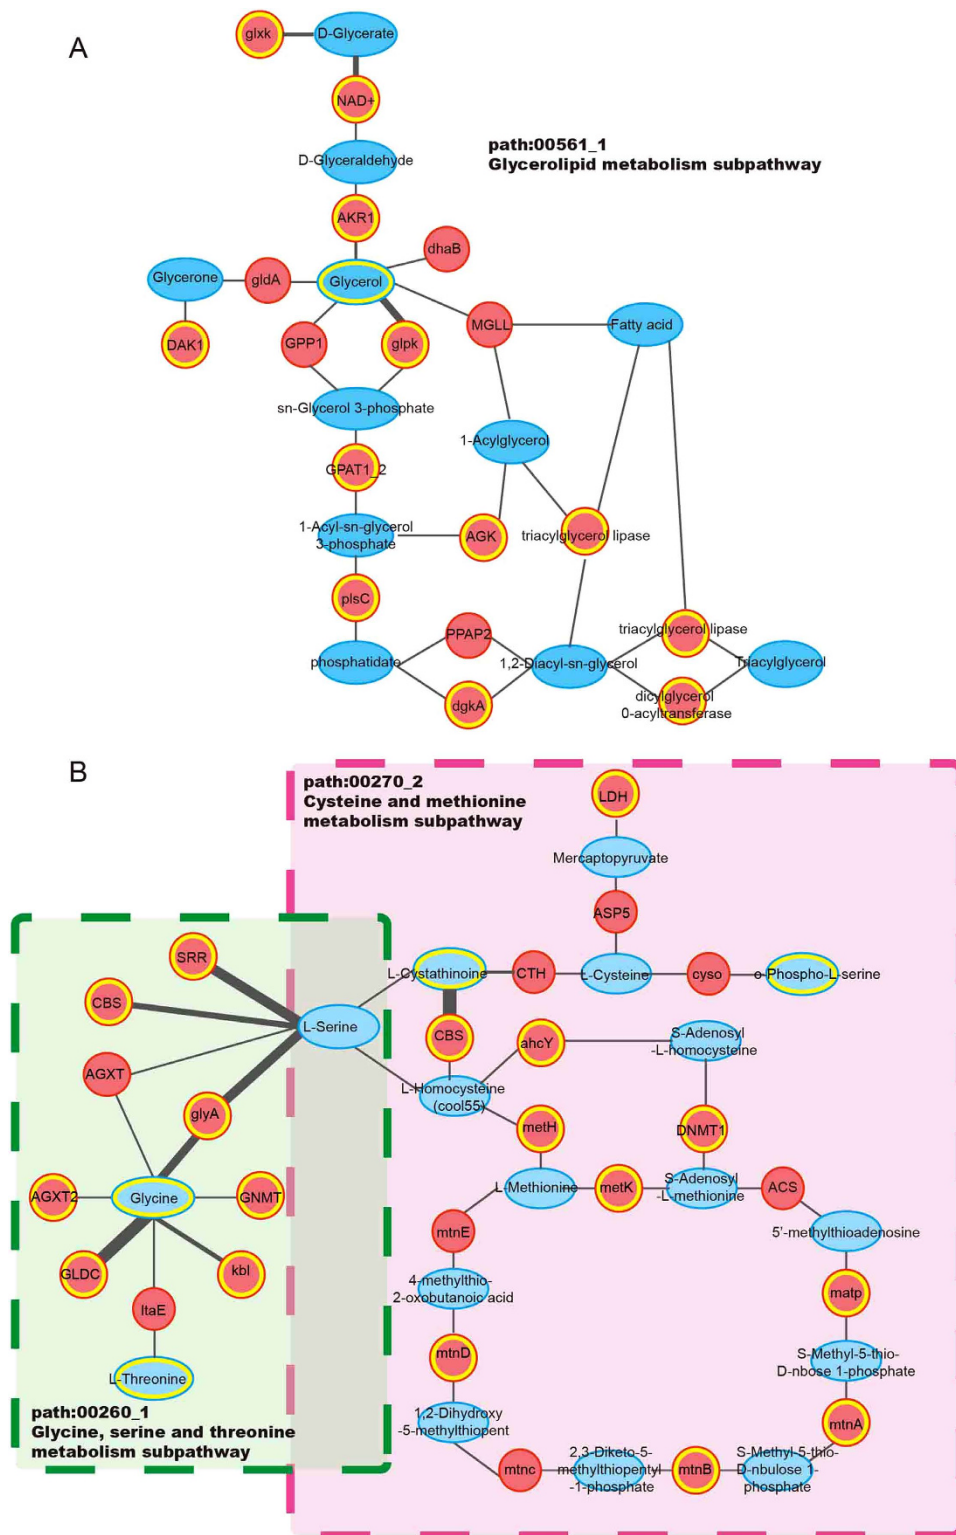 A
glxk
D-Glycerate
NAD+
D-Glyceraldehyde
path:00561_1
Glycerolipid metabolism subpathway
AKR1
dhaB
Glycerone
gldA
Glycerol
DAK1
GPP1
glpk
MGLL
Fatty acid
sn-Glycerol 3-phosphate
1-Acylglycerol
GPAT1_2
1-Acyl-sn-glycerol
3-phosphate
AGK
triacylglycerol lipase
plsC
PPAP2
triacylglycerol lipase
phosphatidate
1,2-Diacyl-sn-glycerol
Triacylglycerol
dgkA
dicylglycerol
0-acyltransferase
B
path:00270_2
Cysteine and methionine
metabolism subpathway
LDH
Mercaptopyruvate
ASP5
SRR
L-Cystathinoine
CTH
L-Cysteine
cyso
o-Phospho-L-serine
CBS
L-Serine
CBS
ahcY
S-Adenosyl
-L-homocysteine
AGXT
L-Homocysteine
(cool55)
glyA
metH
DNMT1
AGXT2
Glycine
GNMT
L-Methionine
metK
S-Adenosyl
-L-methionine
ACS
mtnE
5'-methylthioadenosine
GLDC
kbl
4-methylthio-
2-oxobutanoic acid
matp
ltaE
mtnD
S-Methyl-5-thio-
D-nbose 1-phosphate
L-Threonine
path:00260_1
Glycine, serine and threonine
metabolism subpathway
1,2-Dihydroxy
-5-methylthiopent
mtnA
mtnc
2,3-Diketo-5-
methylthiopentyl
-1-phosphate
mtnB
S-Methyl-5-thio-
D-nbulose 1-
phosphate